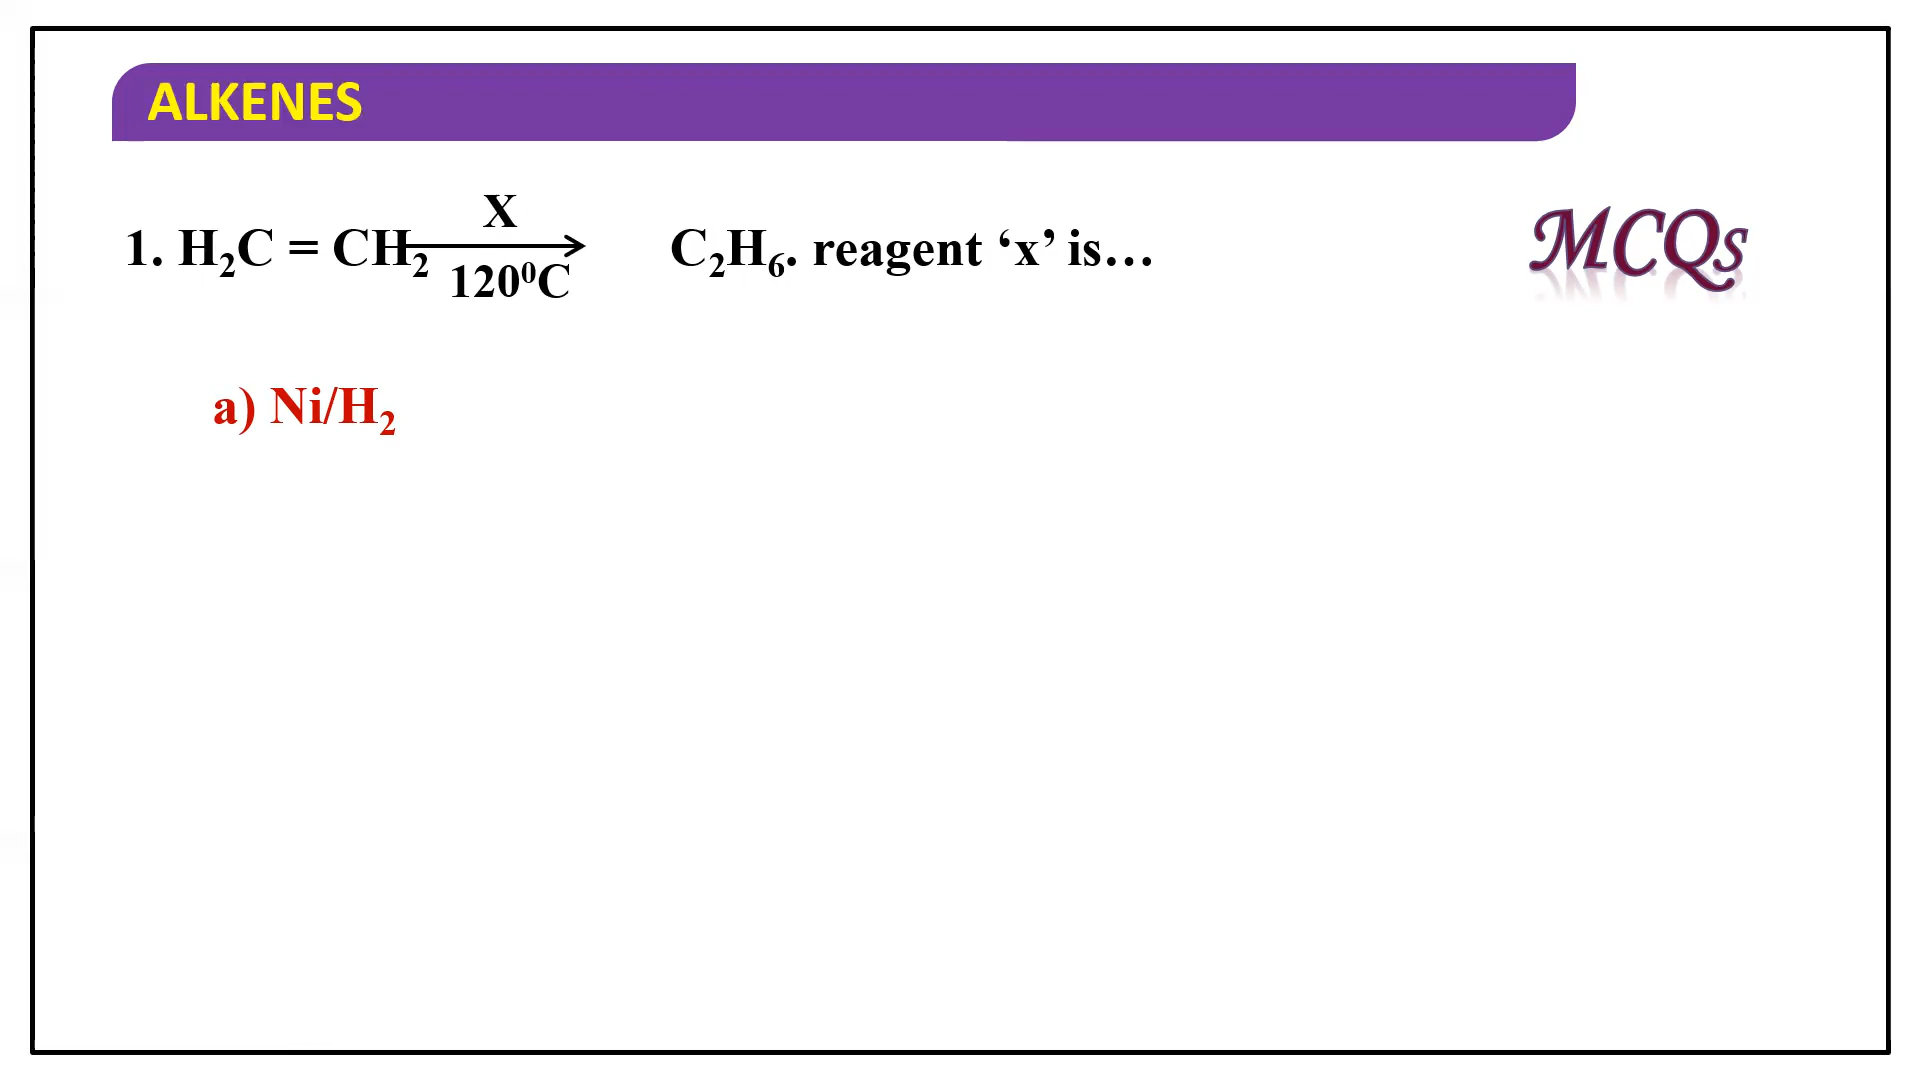 ALKENES
X
1. H₂C = CH₂ ⟶ C₂H₆. reagent ‘x’ is...
120⁰C
MCQs
a) Ni/H₂